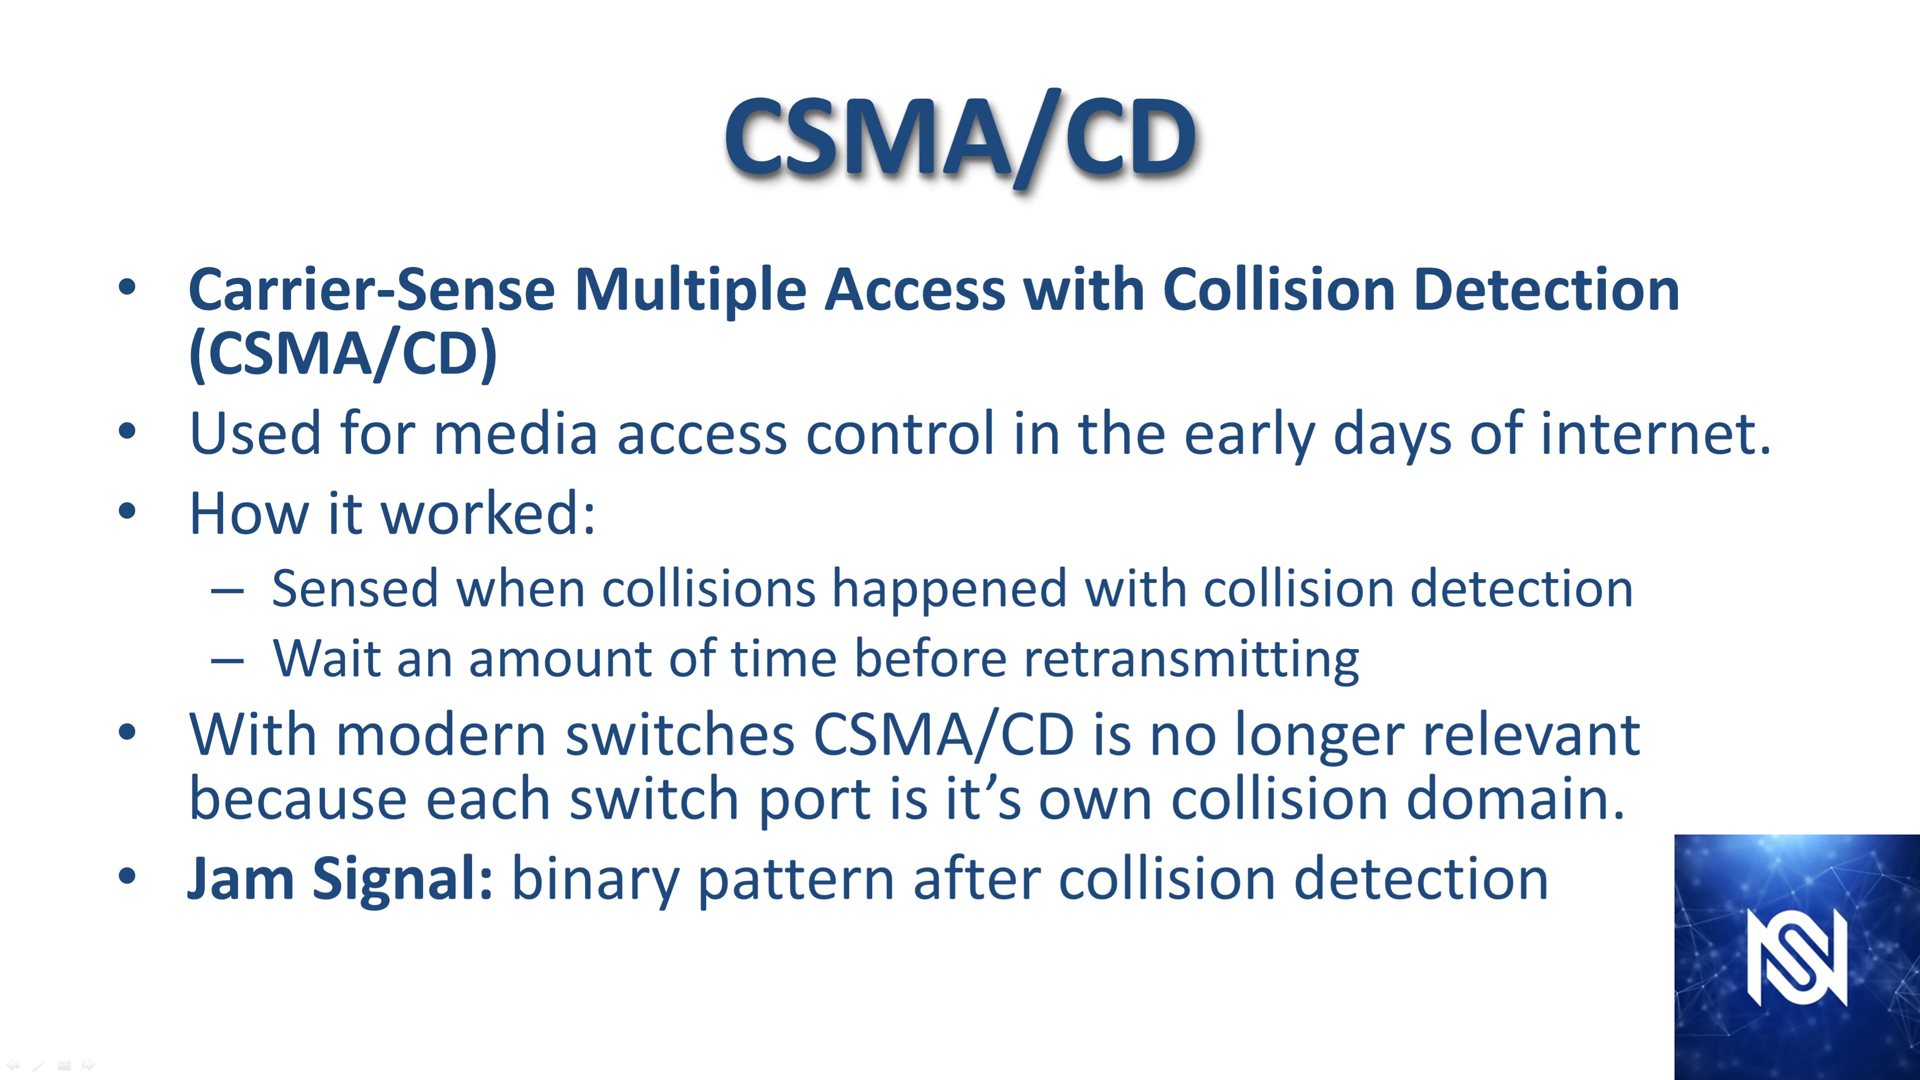 CSMA/CD
• Carrier-Sense Multiple Access with Collision Detection
(CSMA/CD)
• Used for media access control in the early days of internet.
• How it worked:
– Sensed when collisions happened with collision detection
– Wait an amount of time before retransmitting
• With modern switches CSMA/CD is no longer relevant
because each switch port is it’s own collision domain.
• Jam Signal: binary pattern after collision detection
NS